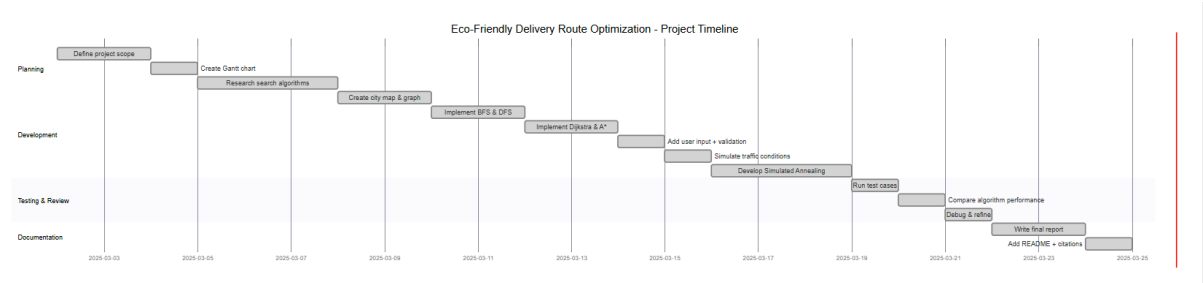 Eco-Friendly Delivery Route Optimization - Project Timeline
Define project scope
Planning
Create Gantt chart
Research search algorithms
Create city map & graph
Implement BFS & DFS
Implement Dijkstra & A*
Development
Add user input + validation
Simulate traffic conditions
Develop Simulated Annealing
Run test cases
Testing & Review
Compare algorithm performance
Debug & refine
Write final report
Documentation
Add README + citations
2025-03-03 2025-03-05 2025-03-07 2025-03-09 2025-03-11 2025-03-13 2025-03-15 2025-03-17 2025-03-19 2025-03-21 2025-03-23 2025-03-25